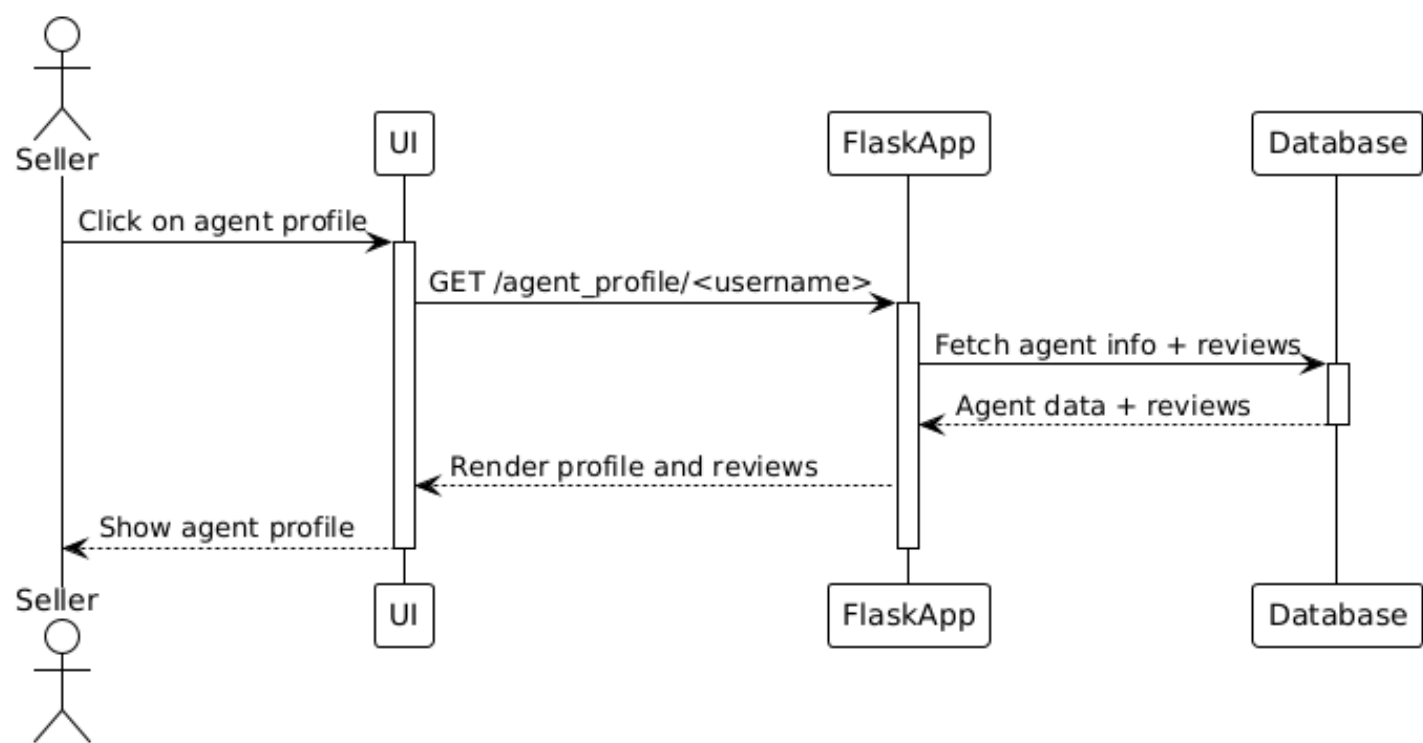 Seller
UI
FlaskApp
Database
Click on agent profile
GET /agent_profile/<username>
Fetch agent info + reviews
Agent data + reviews
Render profile and reviews
Show agent profile
Seller
UI
FlaskApp
Database